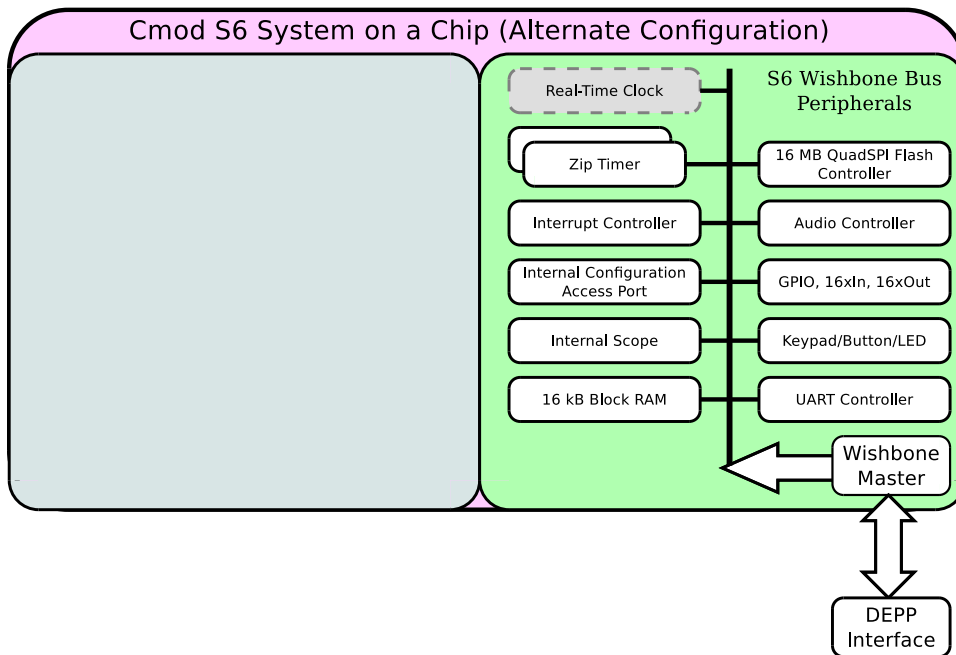 Cmod S6 System on a Chip (Alternate Configuration)
Real-Time Clock
S6 Wishbone Bus
Peripherals
Zip Timer
16 MB QuadSPI Flash
Controller
Interrupt Controller
Audio Controller
Internal Configuration
Access Port
GPIO, 16xIn, 16xOut
Internal Scope
Keypad/Button/LED
16 kB Block RAM
UART Controller
Wishbone
Master
DEPP
Interface